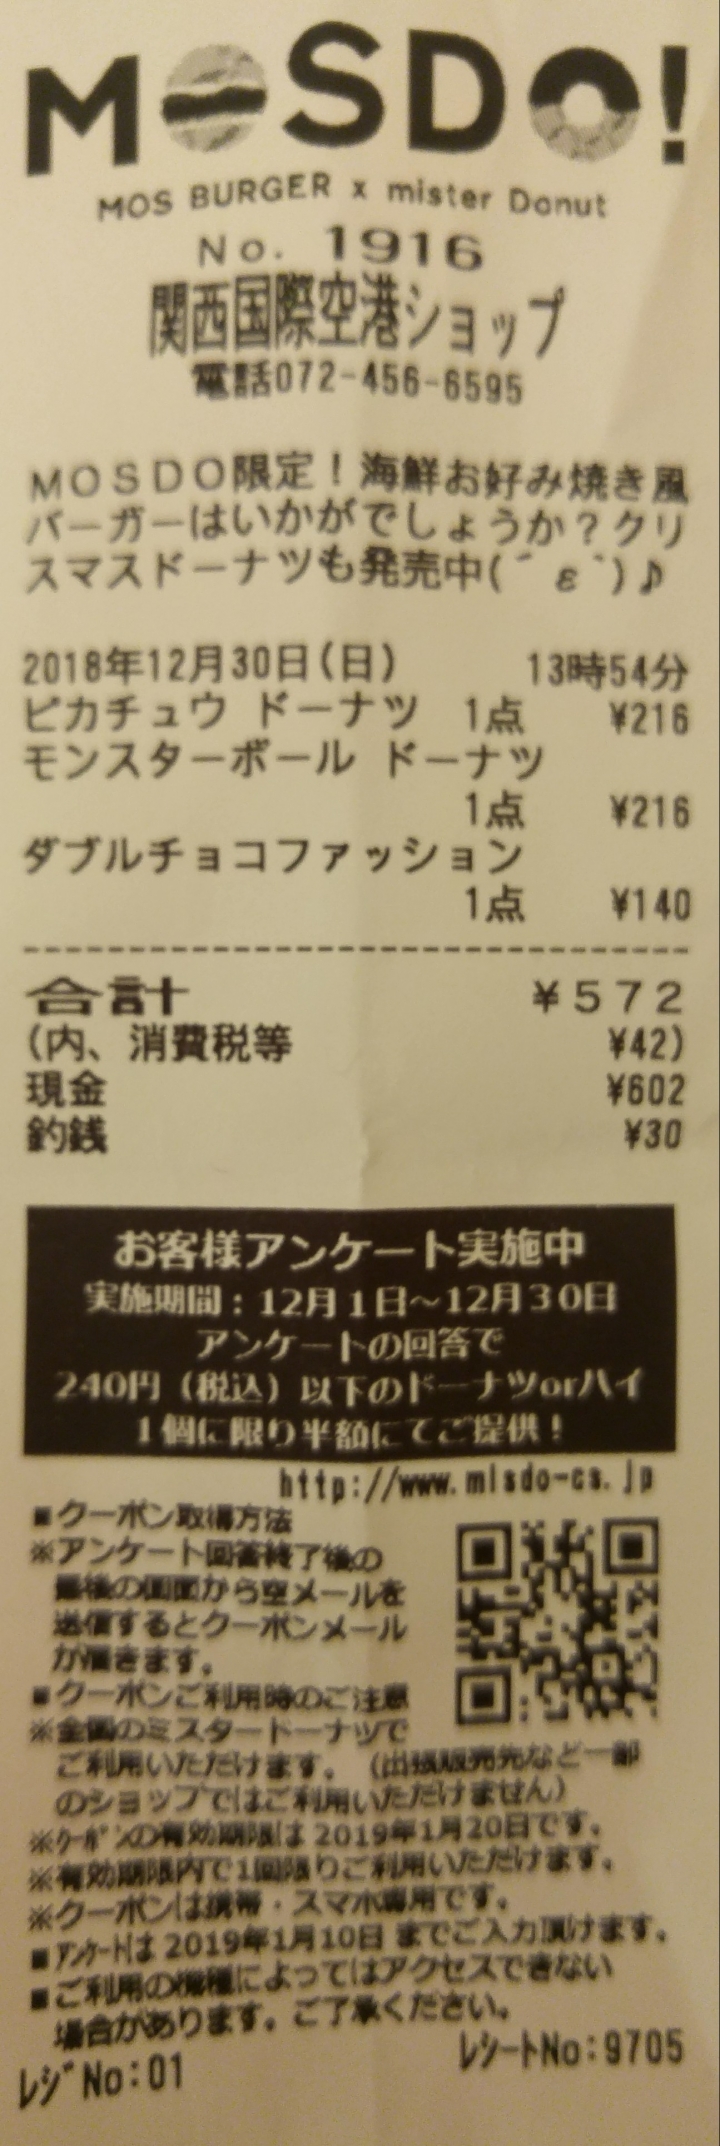 MOSDO!
MOS BURGER x mister Donut
No. 1916
関西国際空港ショップ
電話072-456-6595
MOSDO限定！海鮮お好み焼き風
バーガーはいかがでしょうか？クリ
スマスドーナツも発売中(´ε`)♪
2018年12月30日(日) 13時54分
ピカチュウ ドーナツ 1点 ¥216
モンスターボール ドーナツ
1点 ¥216
ダブルチョコファッション
1点 ¥140
合計 ¥572
(内、消費税等 ¥42)
現金 ¥602
釣銭 ¥30
お客様アンケート実施中
実施期間：12月1日～12月30日
アンケートの回答で
240円（税込）以下のドーナツorパイ
1個に限り半額にてご提供！
http://www.misdo-cs.jp
■クーポン取得方法
※アンケート回答終了後の
最後の画面から空メールを
送信するとクーポンメール
が届きます。
■クーポンご利用時のご注意
※全国のミスタードーナツで
ご利用いただけます。（出張販売先など一部
のショップではご利用いただけません）
※ｸｰﾎﾟﾝの有効期限は2019年1月20日です。
※有効期限内で1回限りご利用いただけます。
※クーポンは携帯・スマホ専用です。
■ｱﾝｹｰﾄは2019年1月10日までご入力頂けます。
■ご利用の機種によってはアクセスできない
場合があります。ご了承ください。
ﾚｼﾞNo:01 ﾚｼｰﾄNo:9705